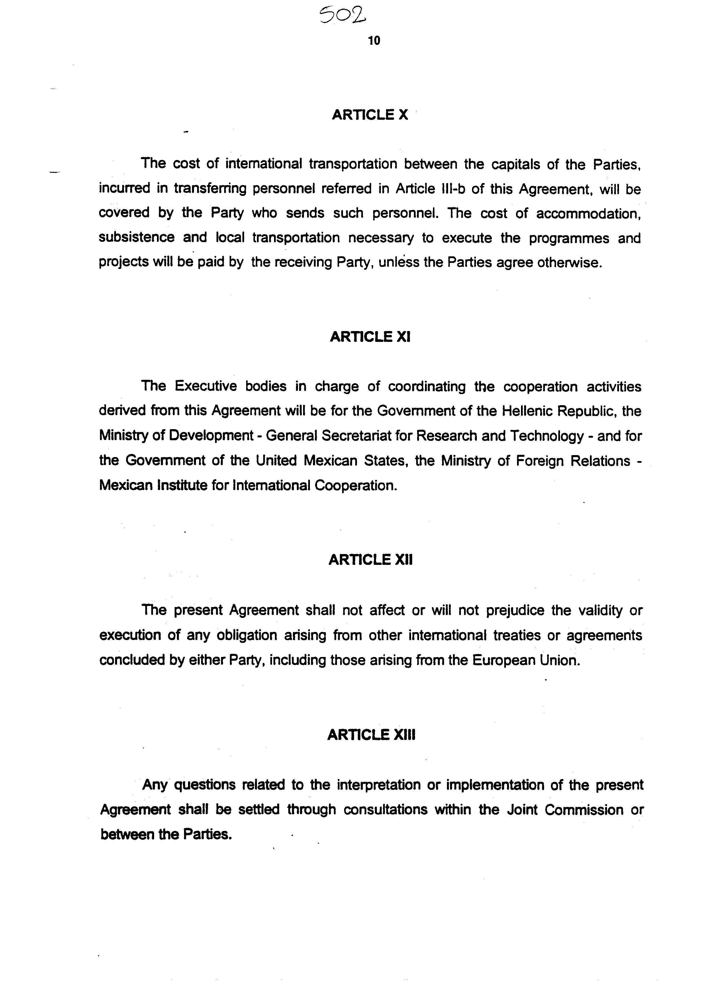 502
10
ARTICLE X
The cost of international transportation between the capitals of the Parties,
incurred in transferring personnel referred in Article III-b of this Agreement, will be
covered by the Party who sends such personnel. The cost of accommodation,
subsistence and local transportation necessary to execute the programmes and
projects will be paid by the receiving Party, unless the Parties agree otherwise.
ARTICLE XI
The Executive bodies in charge of coordinating the cooperation activities
derived from this Agreement will be for the Government of the Hellenic Republic, the
Ministry of Development - General Secretariat for Research and Technology - and for
the Government of the United Mexican States, the Ministry of Foreign Relations -
Mexican Institute for International Cooperation.
ARTICLE XII
The present Agreement shall not affect or will not prejudice the validity or
execution of any obligation arising from other international treaties or agreements
concluded by either Party, including those arising from the European Union.
ARTICLE XIII
Any questions related to the interpretation or implementation of the present
Agreement shall be settled through consultations within the Joint Commission or
between the Parties.